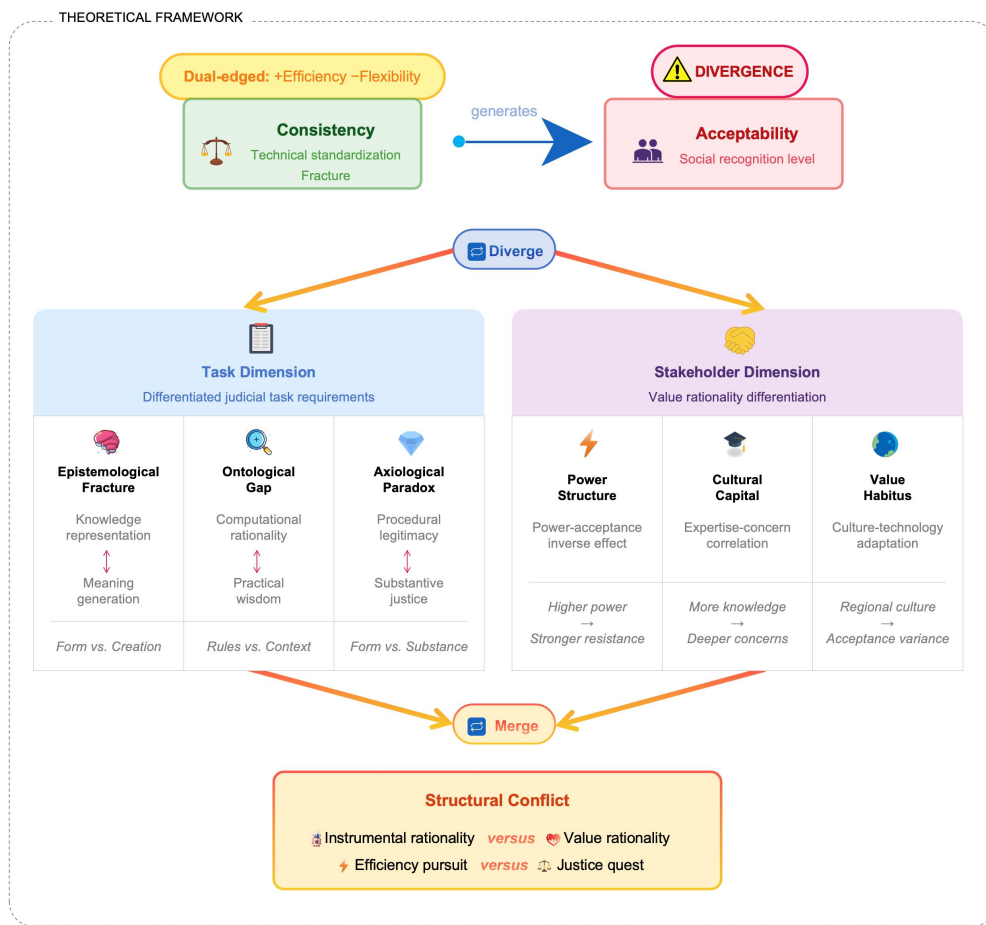 THEORETICAL FRAMEWORK
Dual-edged: +Efficiency −Flexibility
Consistency
Technical standardization
Fracture
generates
DIVERGENCE
Acceptability
Social recognition level
Diverge
Task Dimension
Differentiated judicial task requirements
Epistemological
Fracture
Knowledge
representation
Meaning
generation
Form vs. Creation
Ontological
Gap
Computational
rationality
Practical
wisdom
Rules vs. Context
Axiological
Paradox
Procedural
legitimacy
Substantive
justice
Form vs. Substance
Stakeholder Dimension
Value rationality differentiation
Power
Structure
Power-acceptance
inverse effect
Higher power
→
Stronger resistance
Cultural
Capital
Expertise-concern
correlation
More knowledge
→
Deeper concerns
Value
Habitus
Culture-technology
adaptation
Regional culture
→
Acceptance variance
Merge
Structural Conflict
Instrumental rationality versus Value rationality
Efficiency pursuit versus Justice quest